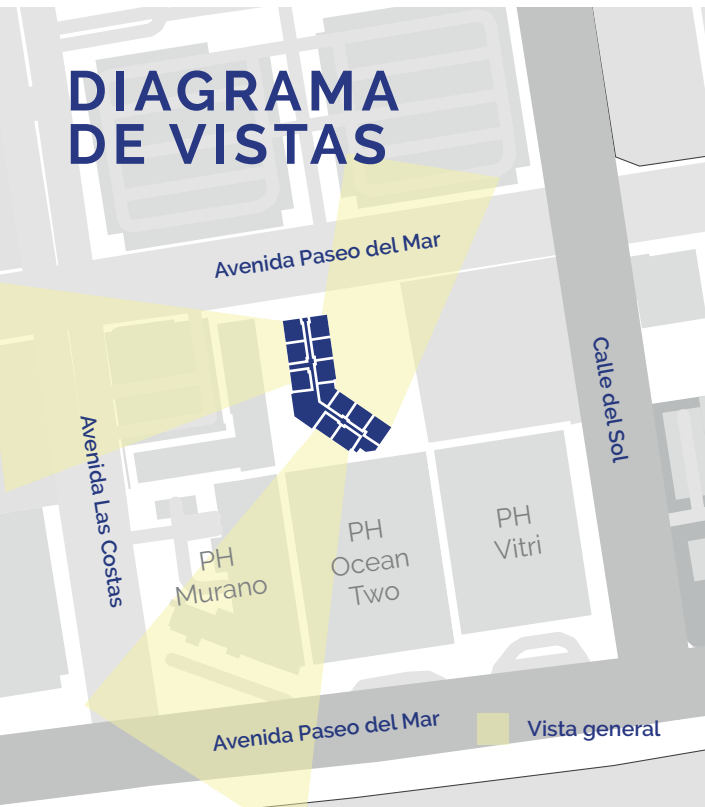 DIAGRAMA
DE VISTAS
Avenida Paseo del Mar
Calle del Sol
Avenida Las Costas
PH
Murano
PH
Ocean
Two
PH
Vitri
Avenida Paseo del Mar
Vista general